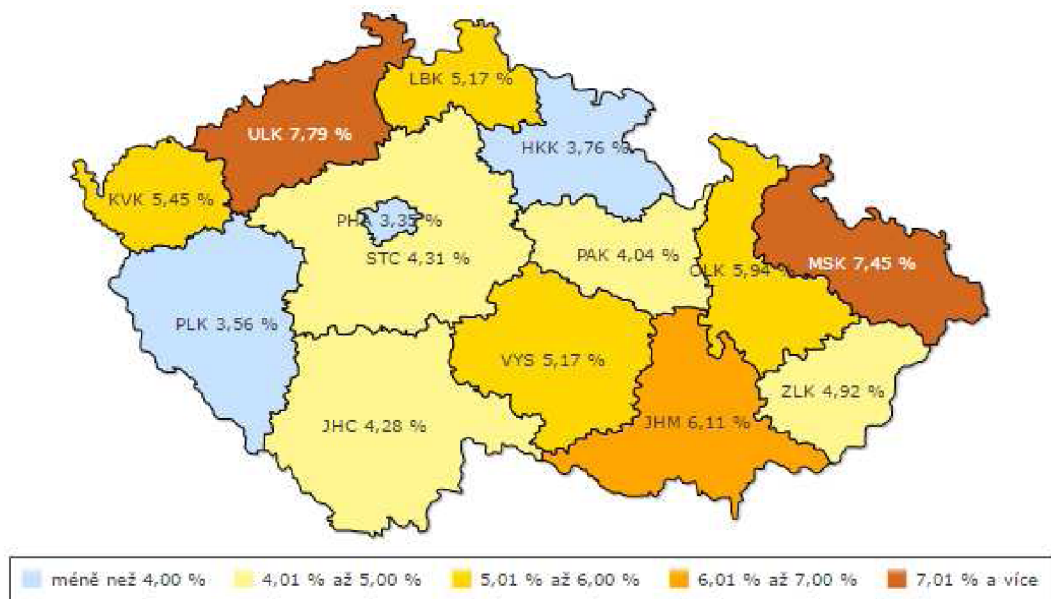 LBK 5,17 %
ULK 7,79 %
HKK 3,76 %
KVK 5,45 %
PHA 3,35 %
STC 4,31 %
PAK 4,04 %
OLK 5,94 %
MSK 7,45 %
PLK 3,56 %
VYS 5,17 %
ZLK 4,92 %
JHC 4,28 %
JHM 6,11 %
méně než 4,00 %
4,01 % až 5,00 %
5,01 % až 6,00 %
6,01 % až 7,00 %
7,01 % a více